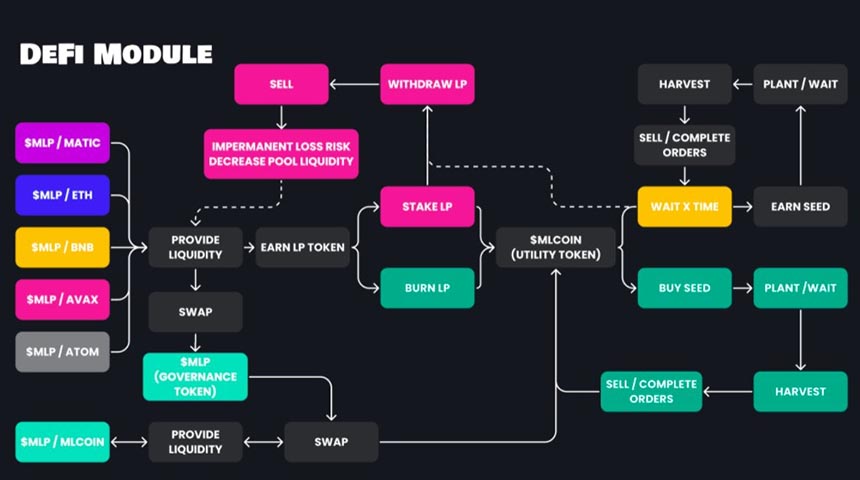 DEFI MODULE
SELL
WITHDRAW LP
HARVEST
PLANT / WAIT
$MLP / MATIC
IMPERMANENT LOSS RISK
DECREASE POOL LIQUIDITY
SELL / COMPLETE
ORDERS
$MLP / ETH
STAKE LP
WAIT X TIME
EARN SEED
$MLP / BNB
PROVIDE
LIQUIDITY
EARN LP TOKEN
$MLCOIN
(UTILITY TOKEN)
$MLP / AVAX
BURN LP
BUY SEED
PLANT /WAIT
SWAP
$MLP / ATOM
$MLP
(GOVERNANCE
TOKEN)
SELL / COMPLETE
ORDERS
HARVEST
$MLP / MLCOIN
PROVIDE
LIQUIDITY
SWAP